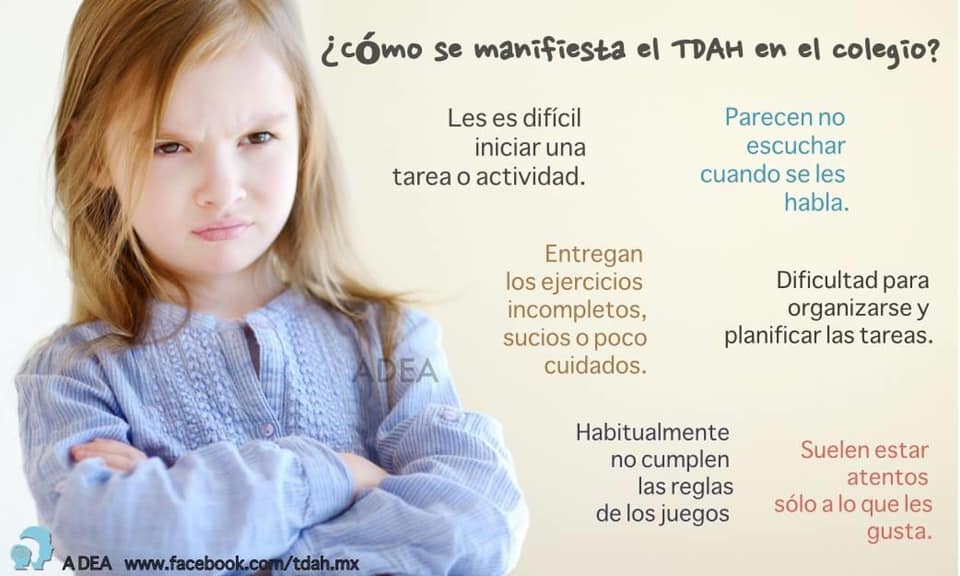 ¿cómo se manifiesta el TDAH en el colegio?
Les es difícil
iniciar una
tarea o actividad.
Parecen no
escuchar
cuando se les
habla.
Entregan
los ejercicios
incompletos,
sucios o poco
cuidados.
Dificultad para
organizarse y
planificar las tareas.
Habitualmente
no cumplen
las reglas
de los juegos
Suelen estar
atentos
sólo a lo que les
gusta.
ADEA
ADEA www.facebook.com/tdah.mx